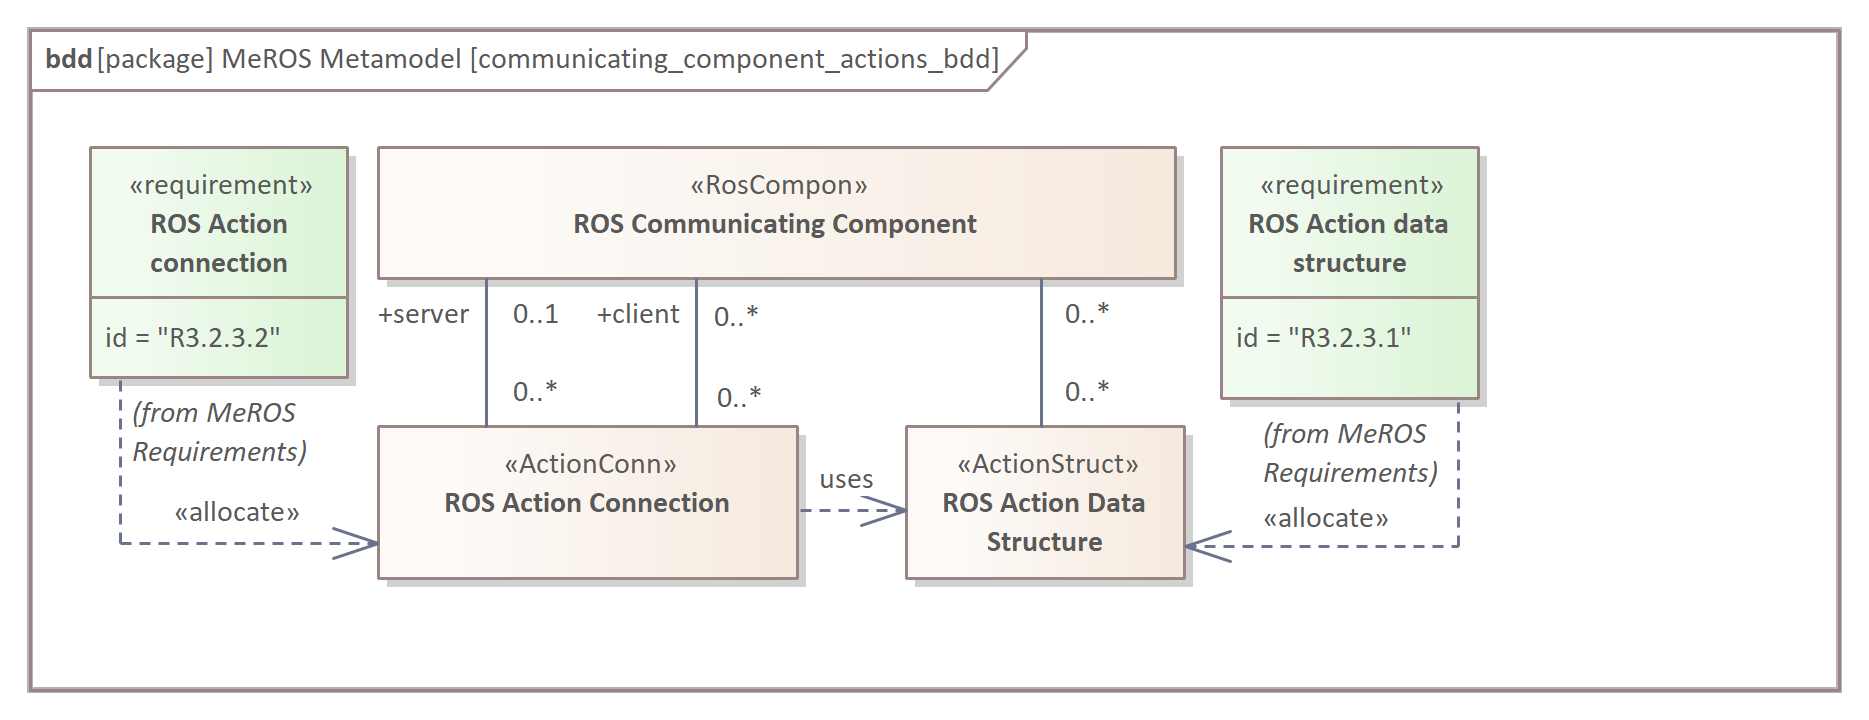 bdd [package] MeROS Metamodel [communicating_component_actions_bdd]
«requirement»
ROS Action
connection
id = "R3.2.3.2"
(from MeROS
Requirements)
«allocate»
«RosCompon»
ROS Communicating Component
+server
0..1
+client
0..*
0..*
0..*
0..*
0..*
«ActionConn»
ROS Action Connection
uses
«ActionStruct»
ROS Action Data
Structure
«requirement»
ROS Action data
structure
id = "R3.2.3.1"
(from MeROS
Requirements)
«allocate»